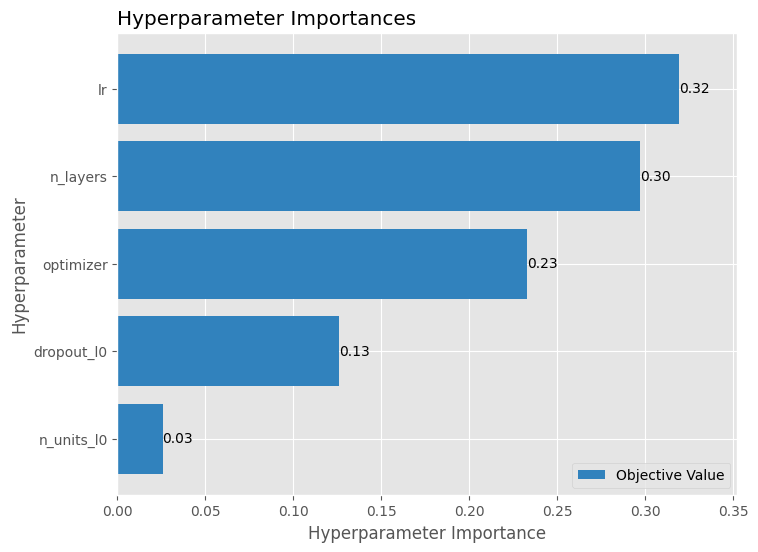 Hyperparameter Importances
Hyperparameter
lr
0.32
n_layers
0.30
optimizer
0.23
dropout_l0
0.13
n_units_l0
0.03
Objective Value
0.00 0.05 0.10 0.15 0.20 0.25 0.30 0.35
Hyperparameter Importance